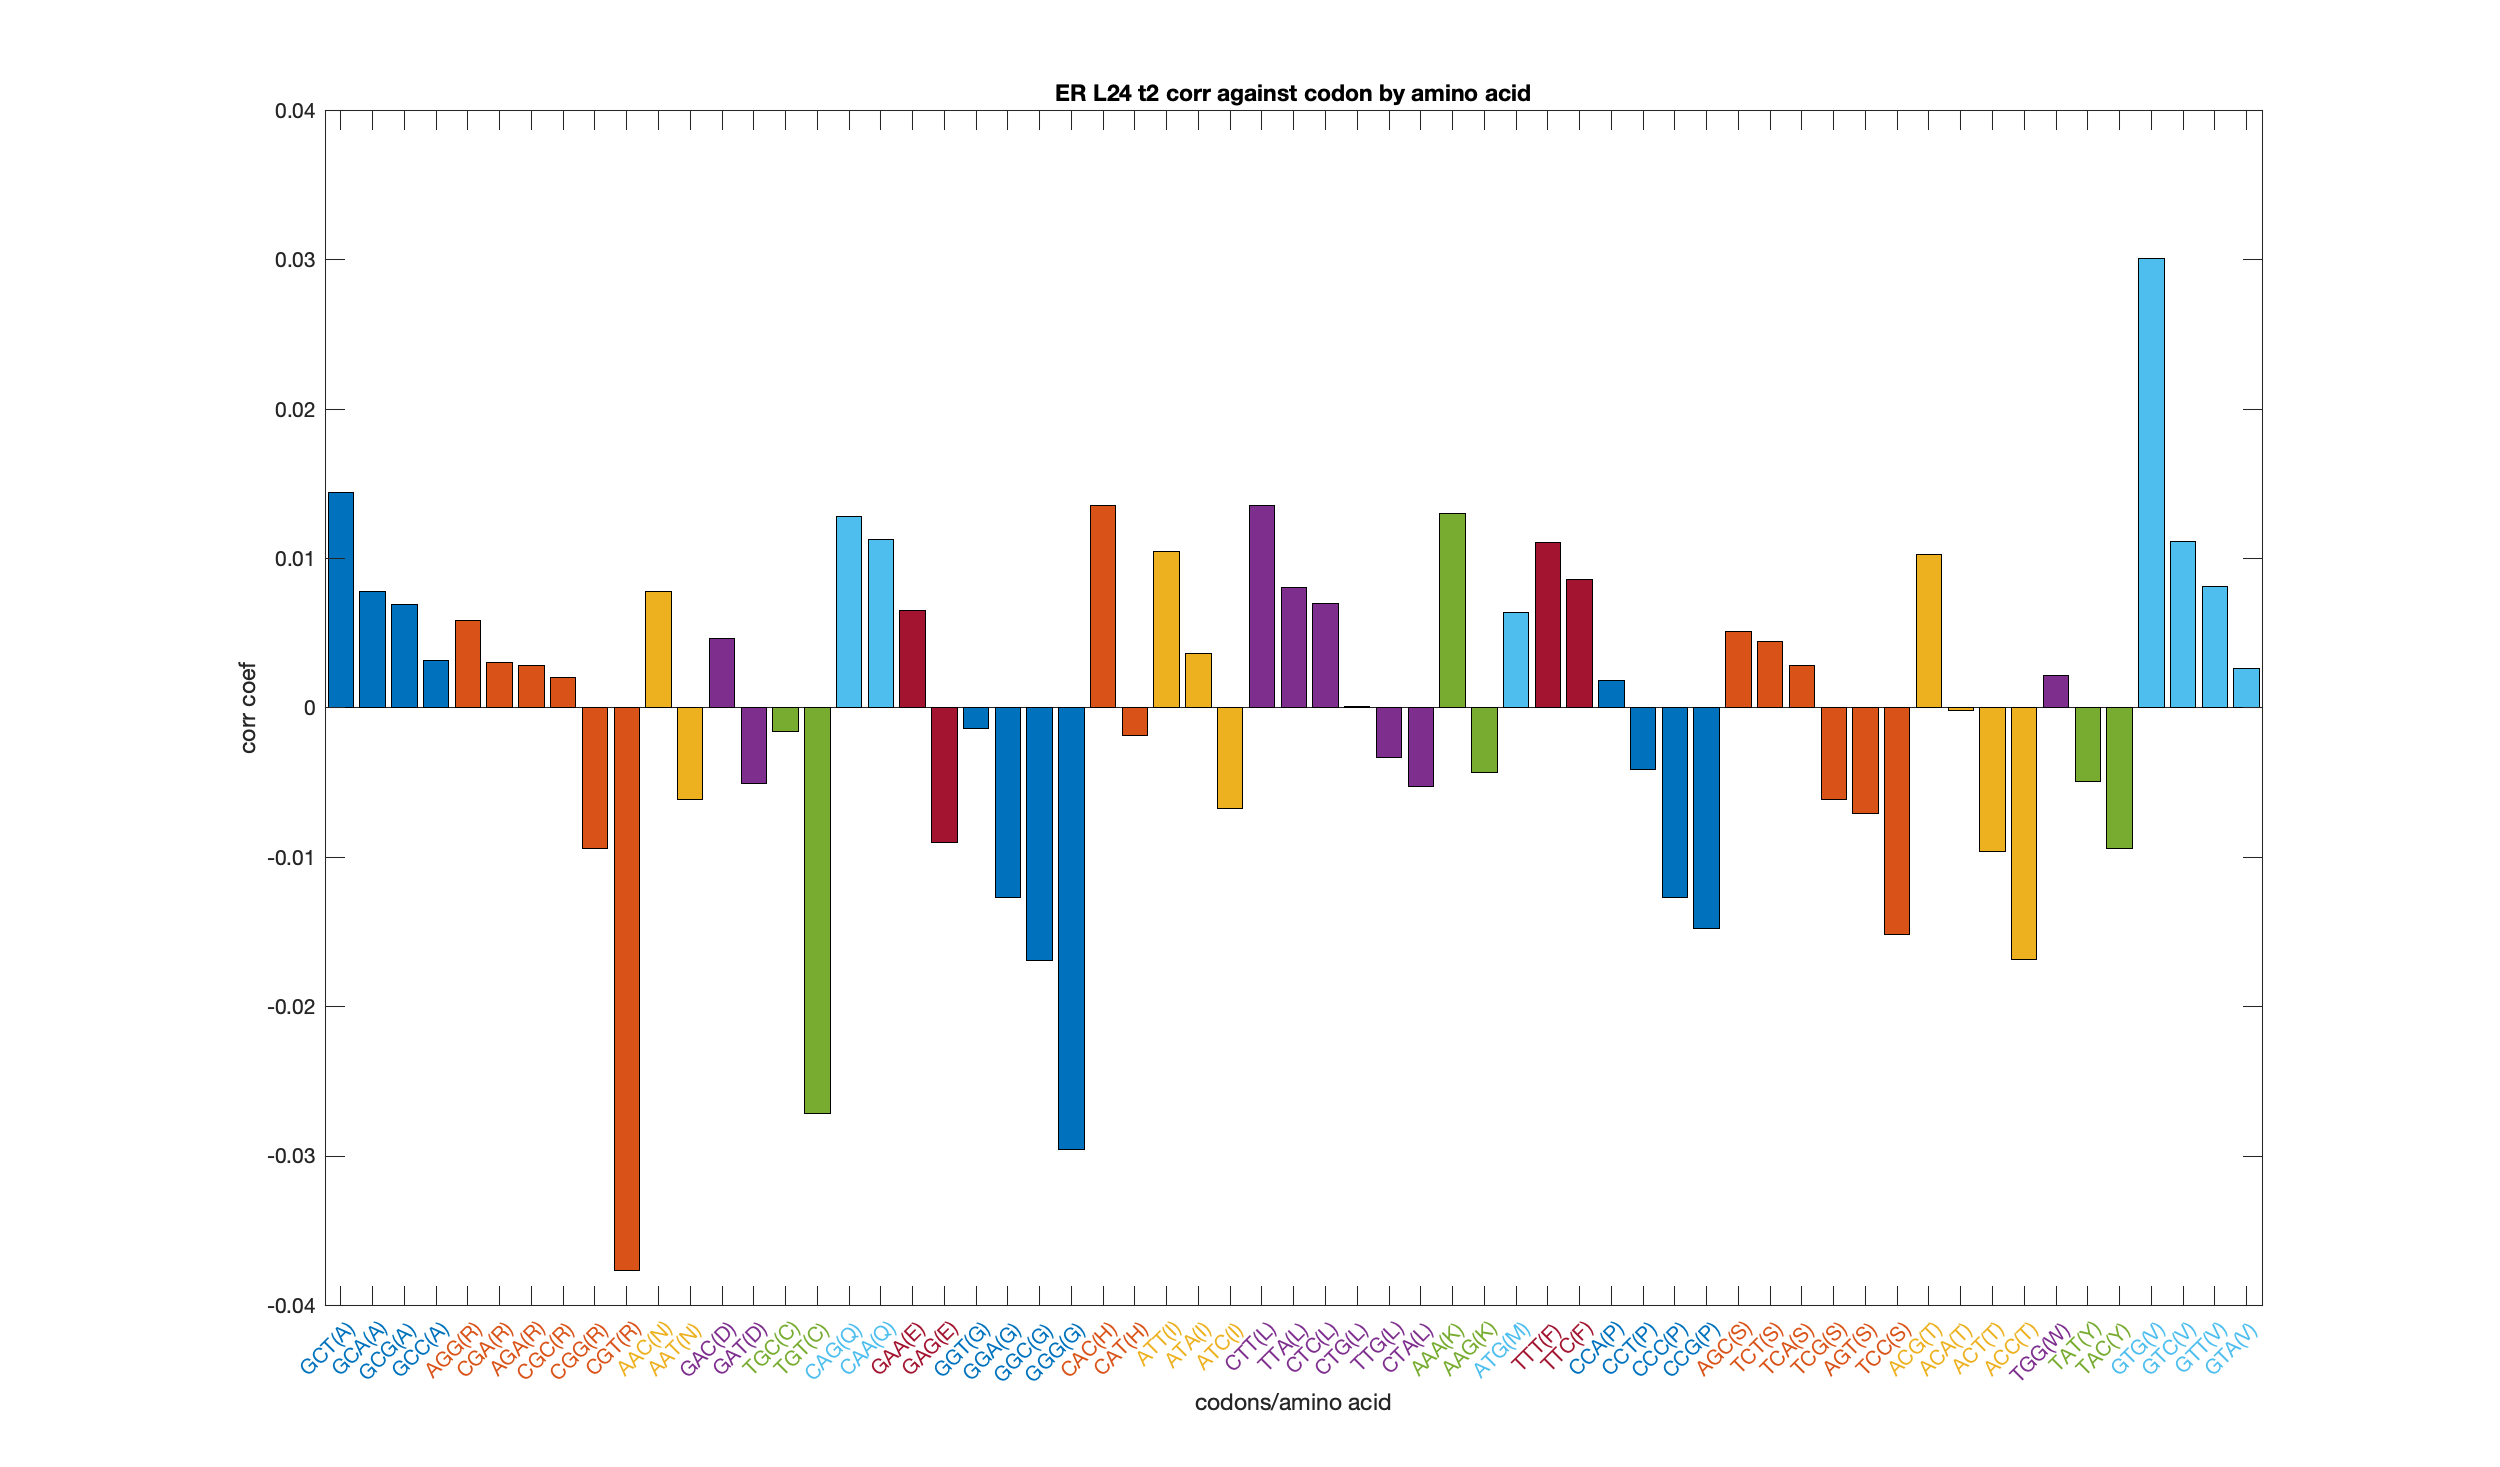 ER L24 t2 corr against codon by amino acid
0.04
0.03
0.02
0.01
0
-0.01
-0.02
-0.03
-0.04
corr coef
GCT(A)
GCA(A)
GCG(A)
GCC(A)
AGG(R)
CGA(R)
AGA(R)
CGC(R)
CGG(R)
CGT(R)
AAC(N)
AAT(N)
GAC(D)
GAT(D)
TGC(C)
TGT(C)
CAG(Q)
CAA(Q)
GAA(E)
GAG(E)
GGT(G)
GGA(G)
GGC(G)
GGG(G)
CAC(H)
CAT(H)
ATT(I)
ATA(I)
ATC(I)
CTT(L)
TTA(L)
CTC(L)
CTG(L)
TTG(L)
CTA(L)
AAA(K)
AAG(K)
ATG(M)
TTT(F)
TTC(F)
CCA(P)
CCT(P)
CCC(P)
CCG(P)
AGC(S)
TCT(S)
TCA(S)
TCG(S)
AGT(S)
TCC(S)
ACG(T)
ACA(T)
ACT(T)
ACC(T)
TGG(W)
TAT(Y)
TAC(Y)
GTG(V)
GTC(V)
GTT(V)
GTA(V)
codons/amino acid